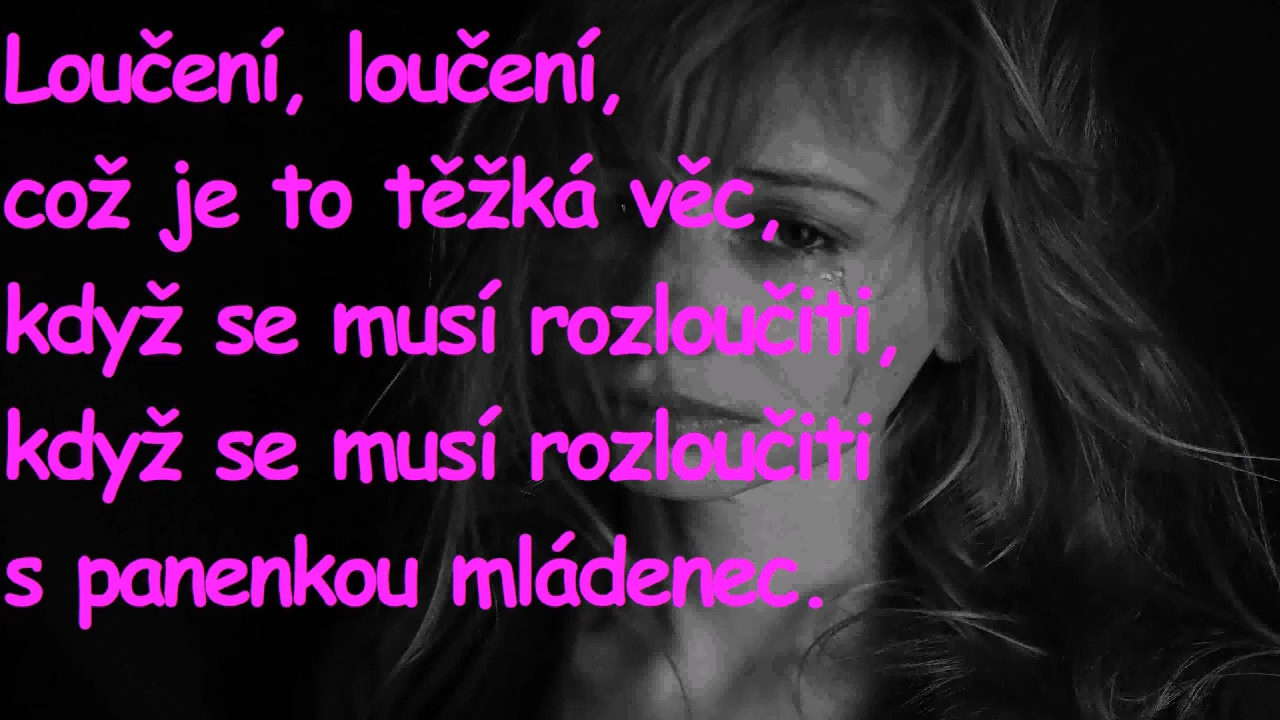 Loučení, loučení,
což je to těžká věc,
když se musí rozloučiti,
když se musí rozloučiti
s panenkou mládenec.